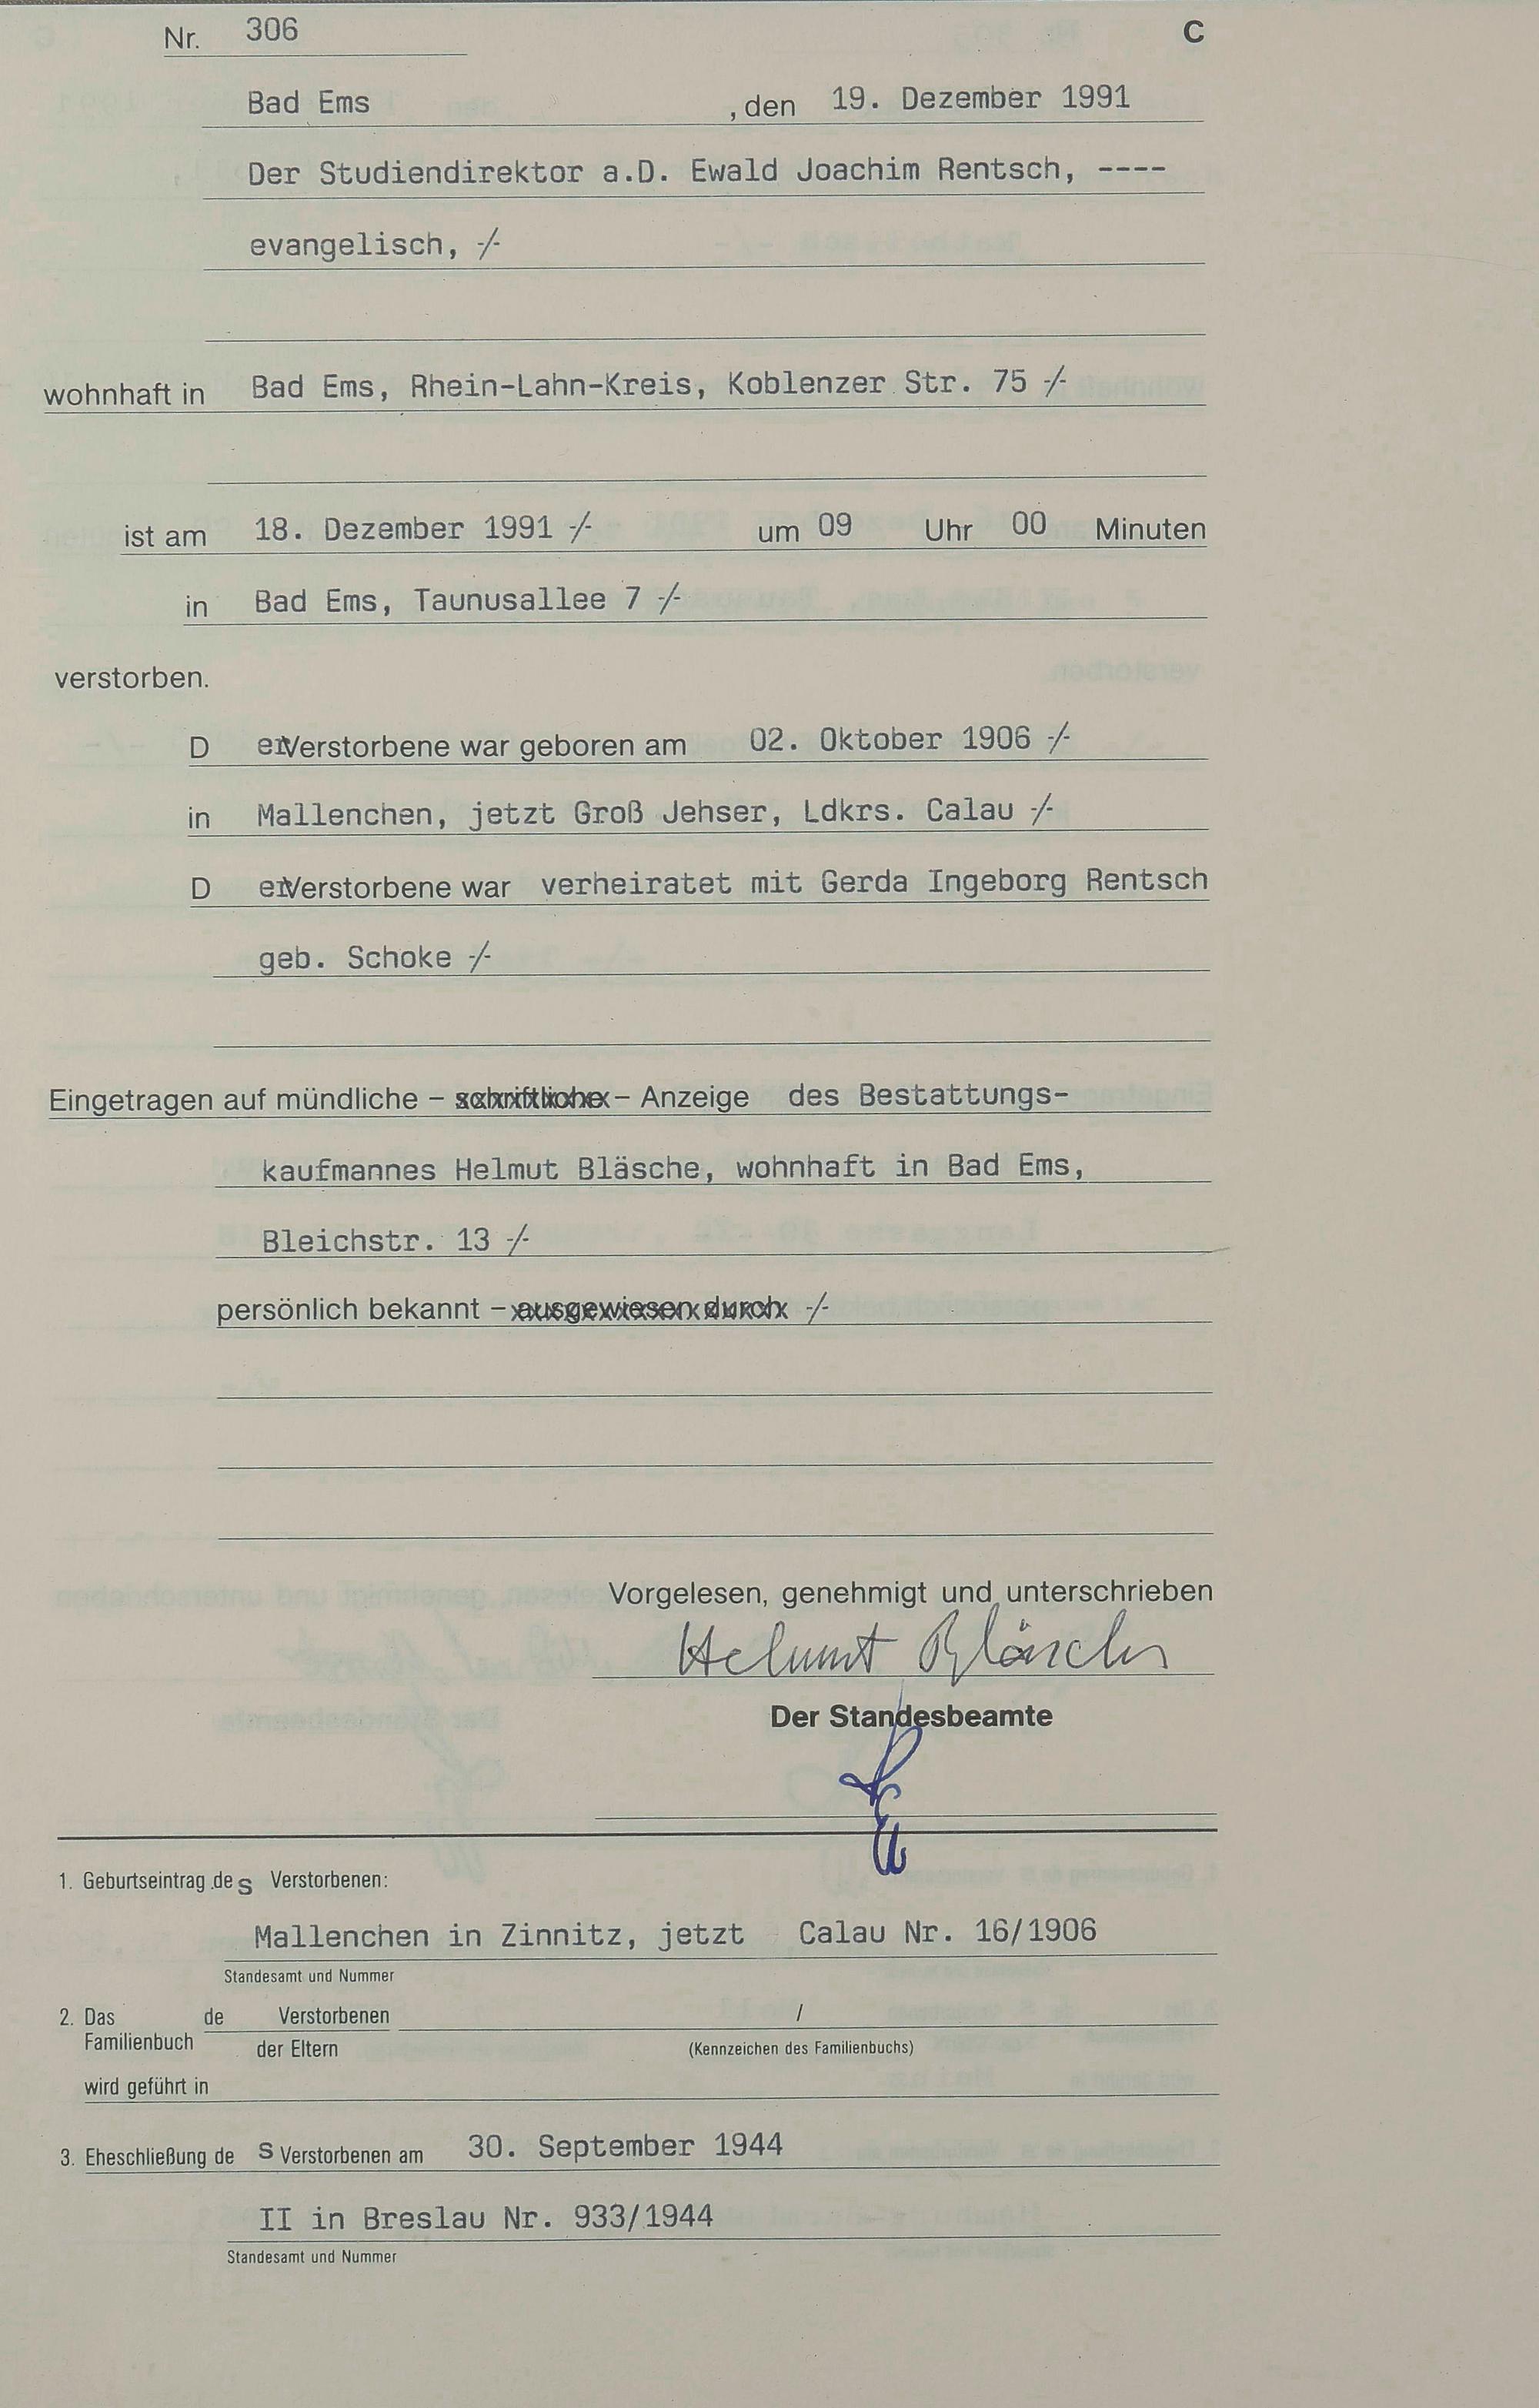 Nr. 306 C
Bad Ems , den 19. Dezember 1991
Der Studiendirektor a.D. Ewald Joachim Rentsch, ----
evangelisch, -/-
wohnhaft in Bad Ems, Rhein-Lahn-Kreis, Koblenzer Str. 75 -/-
ist am 18. Dezember 1991 -/- um 09 Uhr 00 Minuten
in Bad Ems, Taunusallee 7 -/-
verstorben.
D er Verstorbene war geboren am 02. Oktober 1906 -/-
in Mallenchen, jetzt Groß Jehser, Ldkrs. Calau -/-
D er Verstorbene war verheiratet mit Gerda Ingeborg Rentsch
geb. Schoke -/-
Eingetragen auf mündliche – schriftliche – Anzeige des Bestattungs-
kaufmannes Helmut Bläsche, wohnhaft in Bad Ems,
Bleichstr. 13 -/-
persönlich bekannt – ausgewiesen durch -/-
Vorgelesen, genehmigt und unterschrieben
Helmut Bläsche
Der Standesbeamte
1. Geburtseintrag des Verstorbenen:
Mallenchen in Zinnitz, jetzt Calau Nr. 16/1906
Standesamt und Nummer
2. Das de Verstorbenen /
Familienbuch der Eltern (Kennzeichen des Familienbuchs)
wird geführt in
3. Eheschließung des Verstorbenen am 30. September 1944
II in Breslau Nr. 933/1944
Standesamt und Nummer